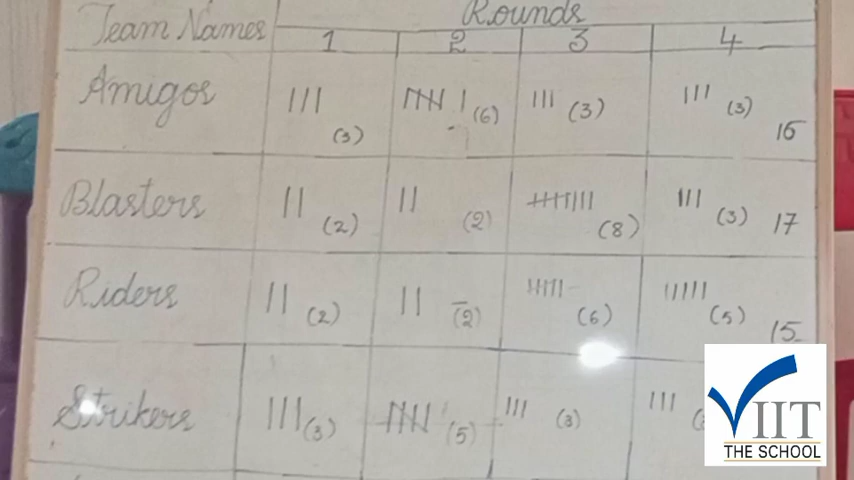 Team Names Rounds
1 2 3 4
Amigos ||| (3) |||| | (6) ||| (3) ||| (3) 16
Blasters || (2) || (2) |||||||| (8) ||| (3) 17
Riders || (2) || (2) ||||| (6) ||||| (5) 15
Strikers ||| (3) ||||| (5) ||| (3) |||
VIIT
THE SCHOOL